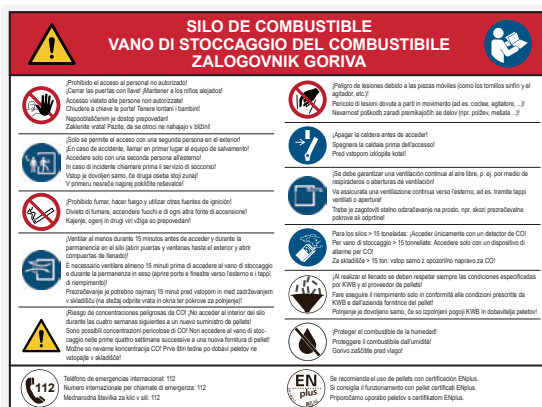 SILO DE COMBUSTIBLE
VANO DI STOCCAGGIO DEL COMBUSTIBILE
ZALOGOVNIK GORIVA
¡Prohibido el acceso al personal no autorizado!
¡Cerrar las puertas con llave! ¡Mantener a los niños alejados!
Accesso vietato alle persone non autorizzate!
Chiudere a chiave le porte! Tenere lontani i bambini!
Nepooblaščenim je dostop prepovedan!
Zaklenite vrata! Pazite, da se otroci ne nahajajo v bližini!
¡Solo se permite el acceso con una segunda persona en el exterior!
¡En caso de accidente, llamar en primer lugar al equipo de salvamento!
Accedere solo con una seconda persona all'esterno!
In caso di incidente chiamare prima il servizio di soccorso!
Vstop je dovoljen samo, če druga oseba stoji zunaj!
V primeru nesreče najprej pokličite reševalce!
¡Prohibido fumar, hacer fuego y utilizar otras fuentes de ignición!
Divieto di fumare, accendere fuochi e di ogni altra fonte di accensione!
Kajenje, ogenj in drugi viri vžiga so prepovedani!
¡Ventilar al menos durante 15 minutos antes de acceder y durante la
permanencia en el silo (abrir puertas y ventanas hasta el exterior y abrir
compuertas de llenado)!
È necessario ventilare almeno 15 minuti prima di accedere al vano di stoccaggio
e durante la permanenza in esso (aprire porte e finestre verso l'esterno e i tappi
di riempimento)!
Prezračevanje je potrebno najmanj 15 minut pred vstopom in med zadrževanjem
v skladišču (na stežaj odprite vrata in okna ter pokrove za polnjenje)!
¡Riesgo de concentraciones peligrosas de CO! ¡No acceder al interior del silo
durante las cuatro semanas siguientes a un nuevo suministro de pellets!
Sono possibili concentrazioni pericolose di CO! Non accedere al vano di stoc-
caggio nelle prime quattro settimane successive a una nuova fornitura di pellet!
Možne so nevarne koncentracije CO! Prve štiri tedne po dobavi peletov ne
vstopajte v skladišče!
112
Teléfono de emergencias internacional: 112
Numero internazionale per chiamate di emergenza: 112
Mednarodna številka za klic v sili: 112
¡Peligro de lesiones debido a las piezas móviles (como los tornillos sinfín y el
agitador, etc.)!
Pericolo di lesioni dovute a parti in movimento (ad es. coclee, agitatore, ...)!
Nevarnost poškodb zaradi premikajočih se delov (npr. polžev, mešala ...)!
¡Apagar la caldera antes de acceder!
Spegnere la caldaia prima dell'accesso!
Pred vstopom izklopite kotel!
¡Se debe garantizar una ventilación continua al aire libre, p. ej. por medio de
respiraderos o aberturas de ventilación!
Va assicurata una ventilazione continua verso l'esterno, ad es. tramite tappi
ventilati o aperture!
Treba je zagotoviti stalno odzračevanje na prosto, npr. skozi prezračevalne
pokrove ali odprtine!
Para los silos > 15 toneladas: ¡Acceder únicamente con un detector de CO!
Per vano di stoccaggio > 15 tonnellate: Accedere solo con un dispositivo di
allarme per CO!
Za skladišče > 15 ton: vstop samo z opozorilno napravo za CO!
¡Al realizar el llenado se deben respetar siempre las condiciones especificadas
por KWB y el proveedor de pellets!
Fare eseguire il riempimento solo in conformità alle condizioni prescritte da
KWB e dall'azienda fornitrice del pellet!
Polnjenje je dovoljeno samo, če so izpolnjeni pogoji KWB in dobavitelja peletov!
¡Proteger el combustible de la humedad!
Proteggere il combustibile dall'umidità!
Gorivo zaščitite pred vlago!
EN
plus
Se recomienda el uso de pellets con certificación ENplus.
Si consiglia il funzionamento con pellet certificati ENplus.
Priporočamo uporabo peletov s certifikatom ENplus.